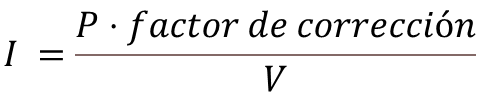 I = P · factor de corrección / V